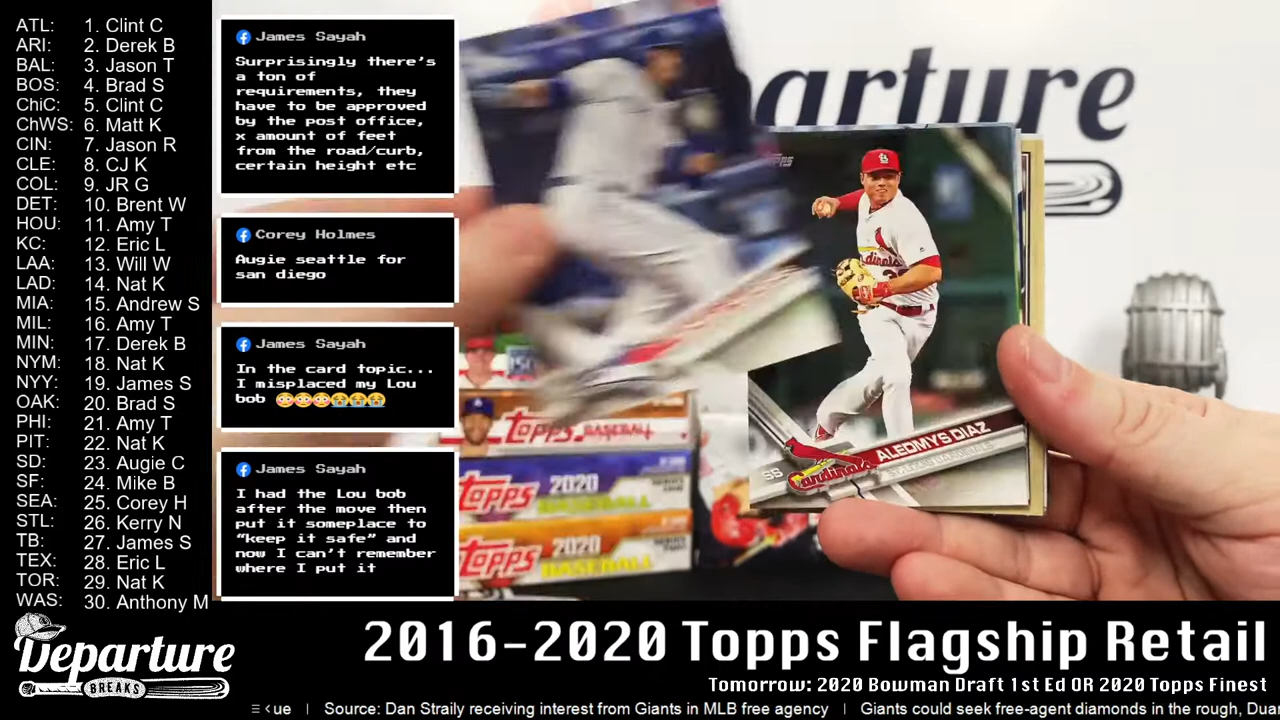 ATL: 1. Clint C
ARI: 2. Derek B
BAL: 3. Jason T
BOS: 4. Brad S
ChiC: 5. Clint C
ChWS: 6. Matt K
CIN: 7. Jason R
CLE: 8. CJ K
COL: 9. JR G
DET: 10. Brent W
HOU: 11. Amy T
KC: 12. Eric L
LAA: 13. Will W
LAD: 14. Nat K
MIA: 15. Andrew S
MIL: 16. Amy T
MIN: 17. Derek B
NYM: 18. Nat K
NYY: 19. James S
OAK: 20. Brad S
PHI: 21. Amy T
PIT: 22. Nat K
SD: 23. Augie C
SF: 24. Mike B
SEA: 25. Corey H
STL: 26. Kerry N
TB: 27. James S
TEX: 28. Eric L
TOR: 29. Nat K
WAS: 30. Anthony M
Departure
BREAKS
James Sayah
Surprisingly there's
a ton of
requirements, they
have to be approved
by the post office,
x amount of feet
from the road/curb,
certain height etc
Corey Holmes
Augie seattle for
san diego
James Sayah
In the card topic...
I misplaced my Lou
bob 😳😳😳😭😭😭
James Sayah
I had the Lou bob
after the move then
put it someplace to
"keep it safe" and
now I can't remember
where I put it
parture
TOPPS
Cardinals
SS
Cardinals
ALEDMYS DIAZ
Topps BASEBALL
Topps 2020
BASEBALL
Topps 2020
BASEBALL
2016-2020 Topps Flagship Retail
Tomorrow: 2020 Bowman Draft 1st Ed OR 2020 Topps Finest
ue | Source: Dan Straily receiving interest from Giants in MLB free agency | Giants could seek free-agent diamonds in the rough, Dua